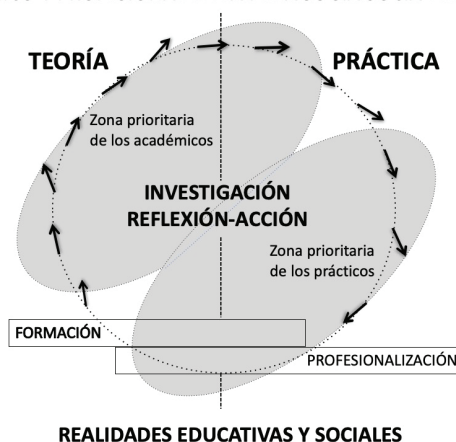 TEORÍA
PRÁCTICA
Zona prioritaria
de los académicos
INVESTIGACIÓN
REFLEXIÓN-ACCIÓN
Zona prioritaria
de los prácticos
FORMACIÓN
PROFESIONALIZACIÓN
REALIDADES EDUCATIVAS Y SOCIALES